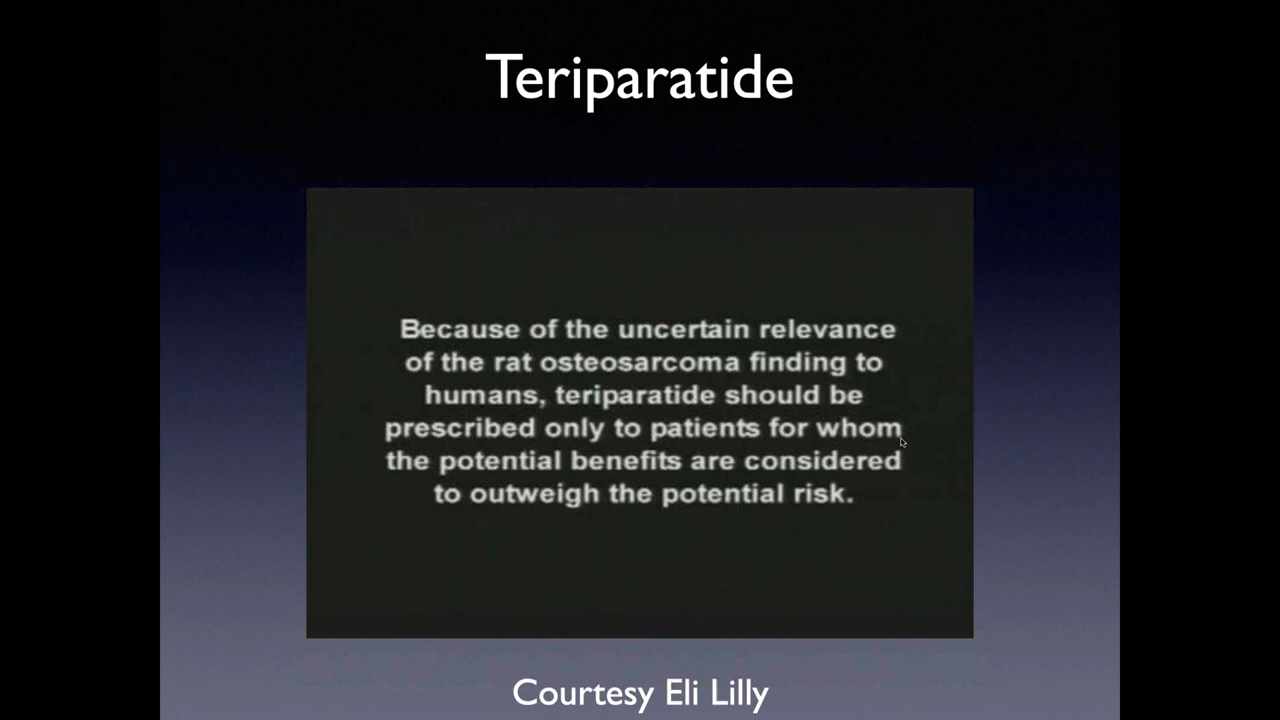 Teriparatide
Because of the uncertain relevance
of the rat osteosarcoma finding to
humans, teriparatide should be
prescribed only to patients for whom
the potential benefits are considered
to outweigh the potential risk.
Courtesy Eli Lilly